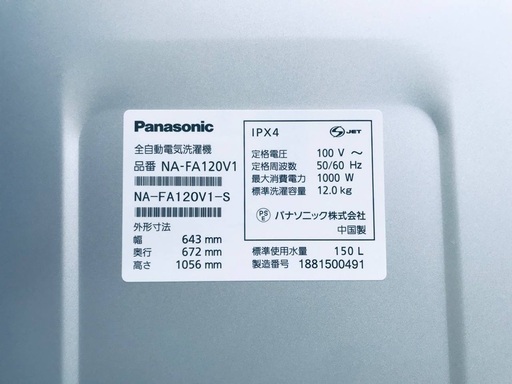 Panasonic
全自動電気洗濯機
品番 NA-FA120V1
NA-FA120V1-S
外形寸法
幅 643 mm
奥行 672 mm
高さ 1056 mm
IPX4
JET
定格電圧 100 V ~
定格周波数 50/60 Hz
最大消費電力 1000 W
標準洗濯容量 12.0 kg
PS
E
パナソニック株式会社
中国製
標準使用水量 150 L
製造番号 1881500491